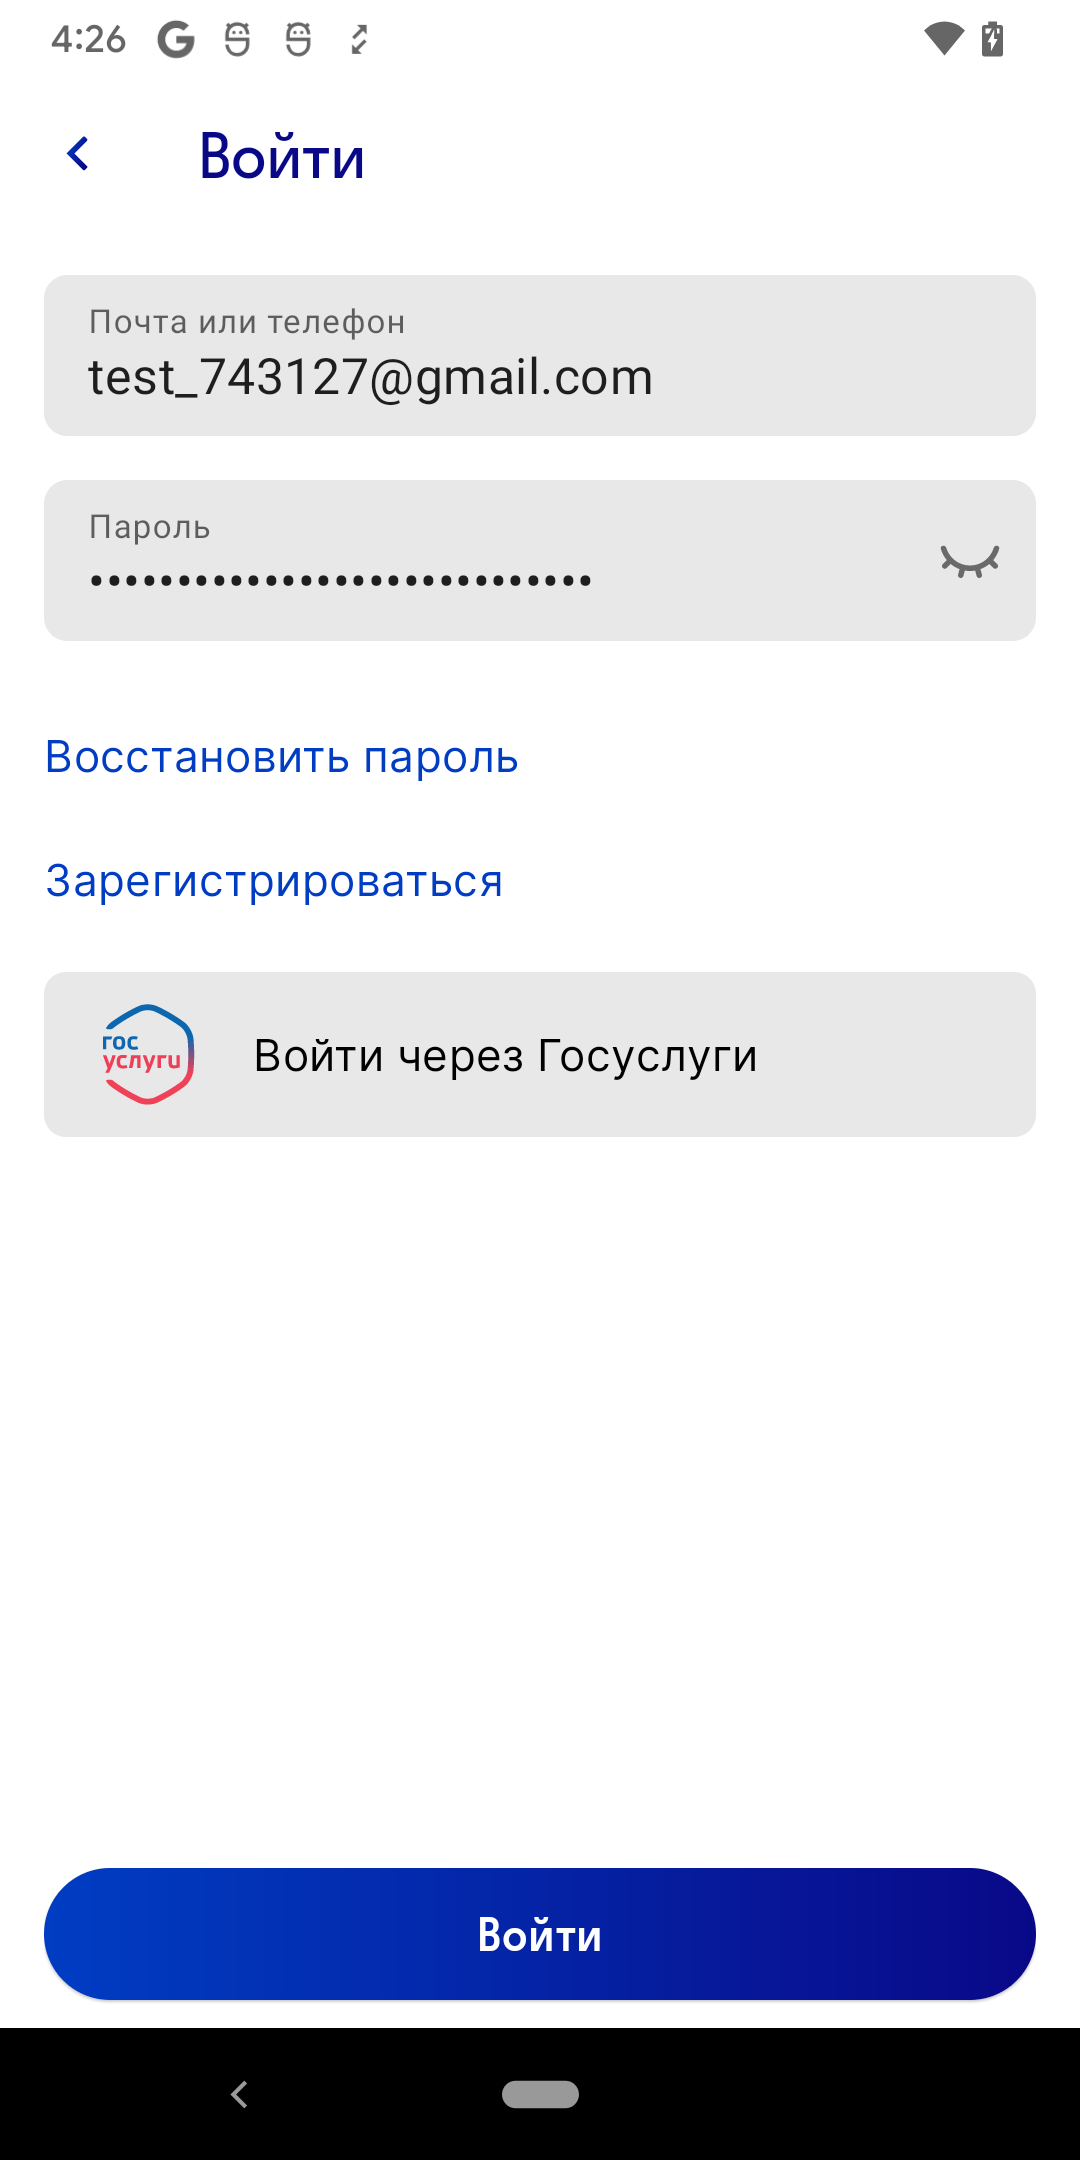 4:26
Войти
Почта или телефон
test_743127@gmail.com
Пароль
•••••••••••••••••••••••••••••
Восстановить пароль
Зарегистрироваться
гос
услуги
Войти через Госуслуги
Войти